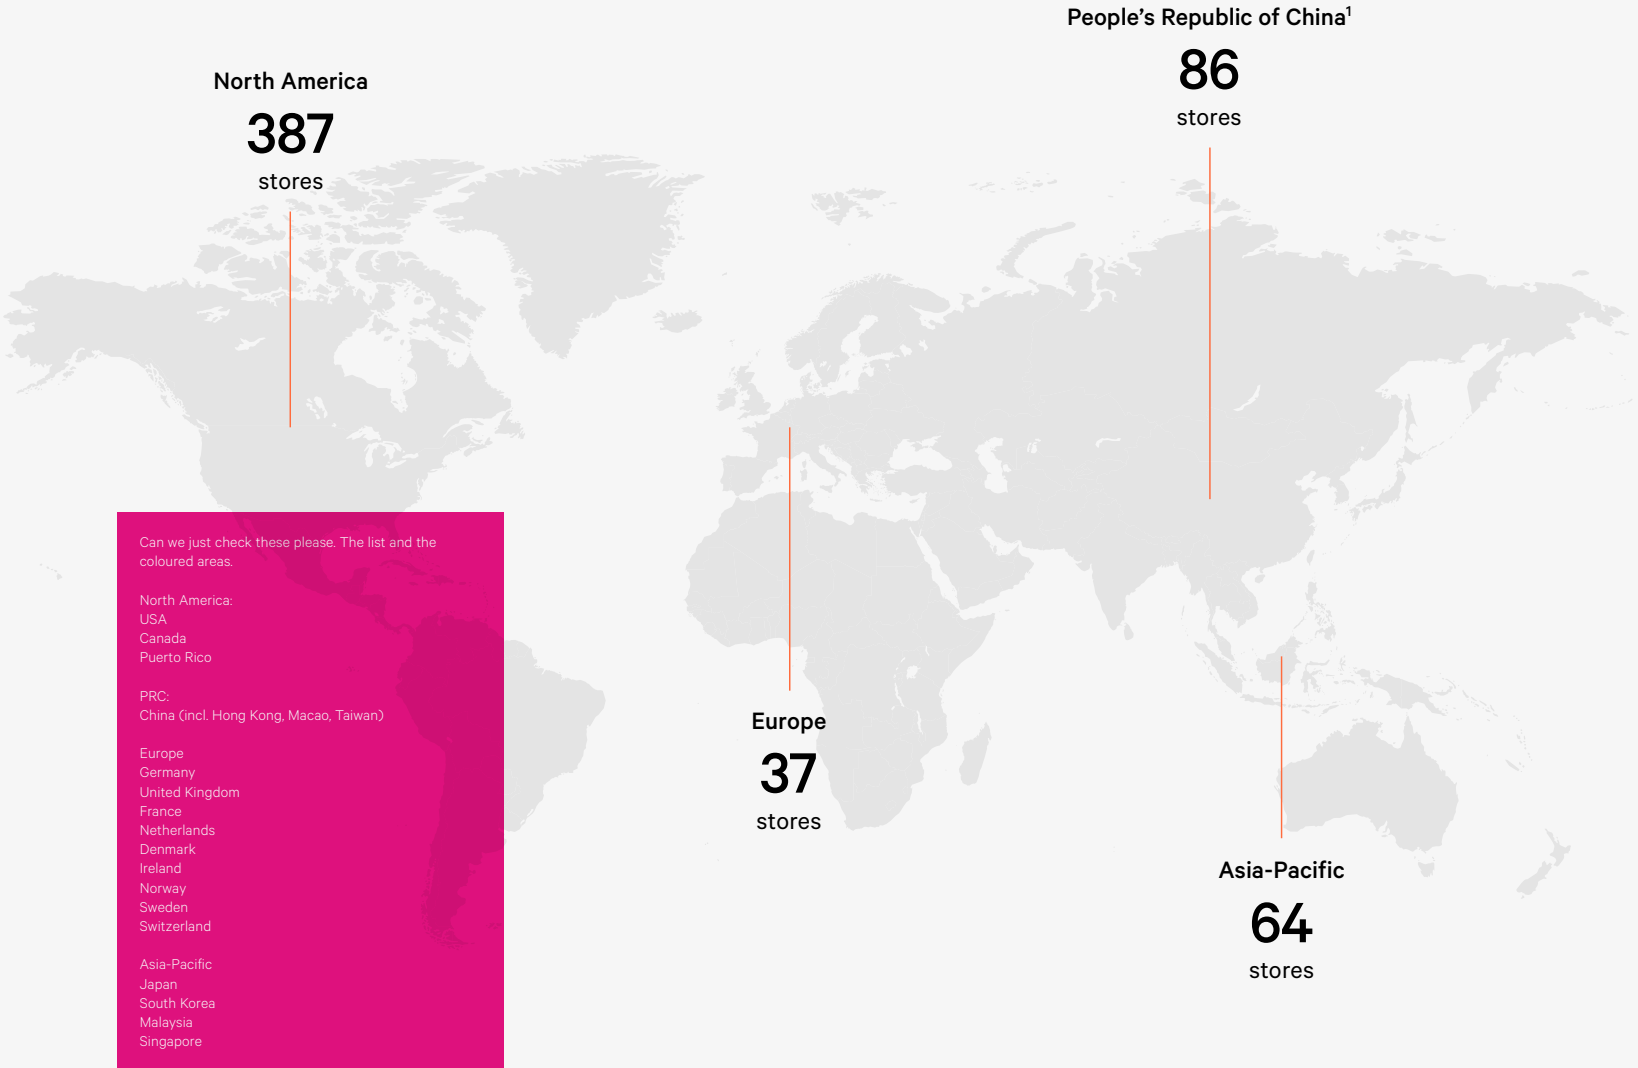 People’s Republic of China¹
86
stores
North America
387
stores
Can we just check these please. The list and the
coloured areas.
North America:
USA
Canada
Puerto Rico
PRC:
China (incl. Hong Kong, Macao, Taiwan)
Europe
Germany
United Kingdom
France
Netherlands
Denmark
Ireland
Norway
Sweden
Switzerland
Asia-Pacific
Japan
South Korea
Malaysia
Singapore
Europe
37
stores
Asia-Pacific
64
stores